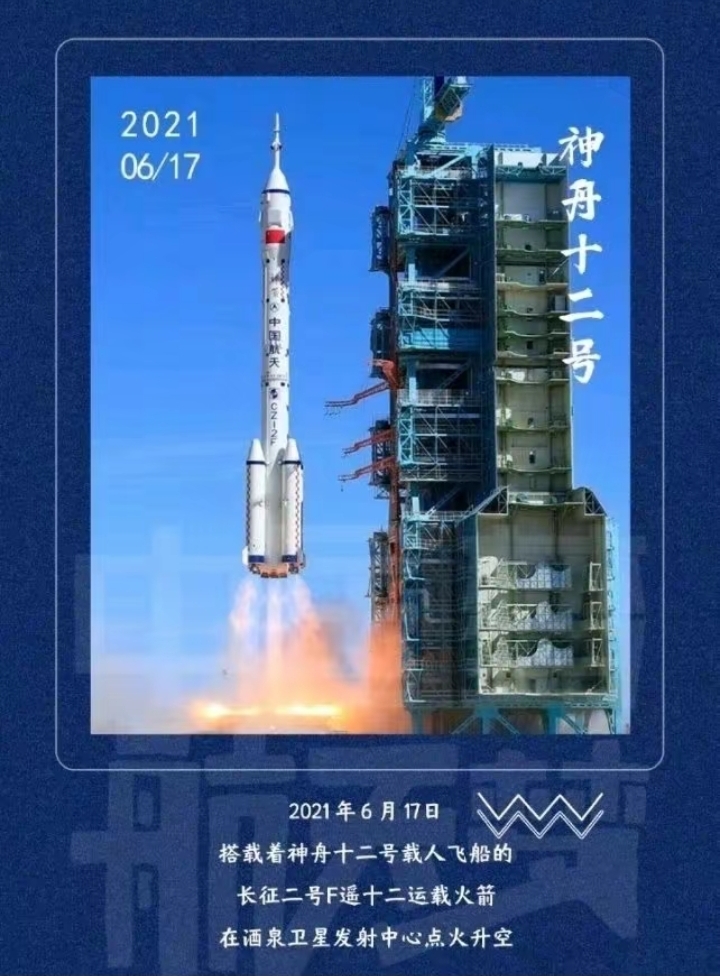 2021
06/17
神舟十二号
中国航天
CZ-2F
2021年6月17日
搭载着神舟十二号载人飞船的
长征二号F遥十二运载火箭
在酒泉卫星发射中心点火升空
航天梦